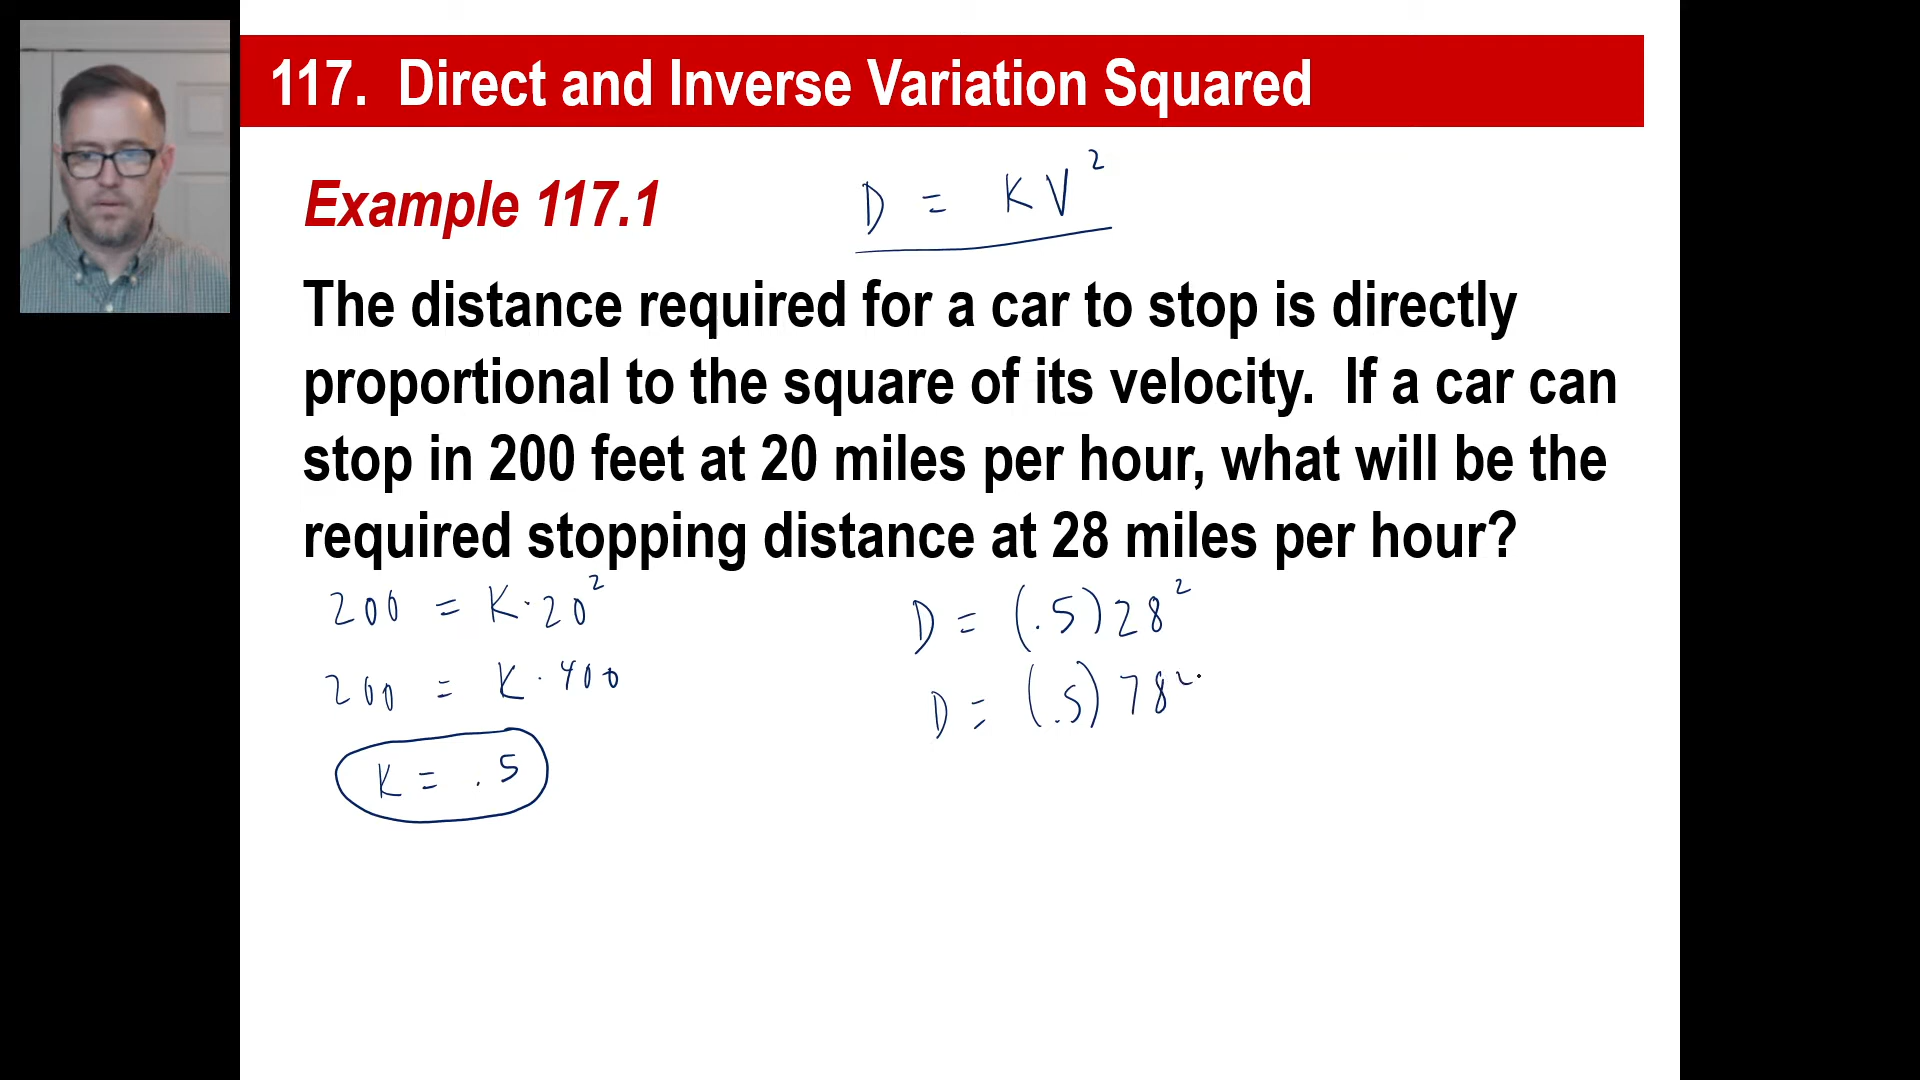 117. Direct and Inverse Variation Squared
Example 117.1
D = KV²
The distance required for a car to stop is directly
proportional to the square of its velocity. If a car can
stop in 200 feet at 20 miles per hour, what will be the
required stopping distance at 28 miles per hour?
200 = K·20²
200 = K·400
K = .5
D = (.5)28²
D = (.5)78